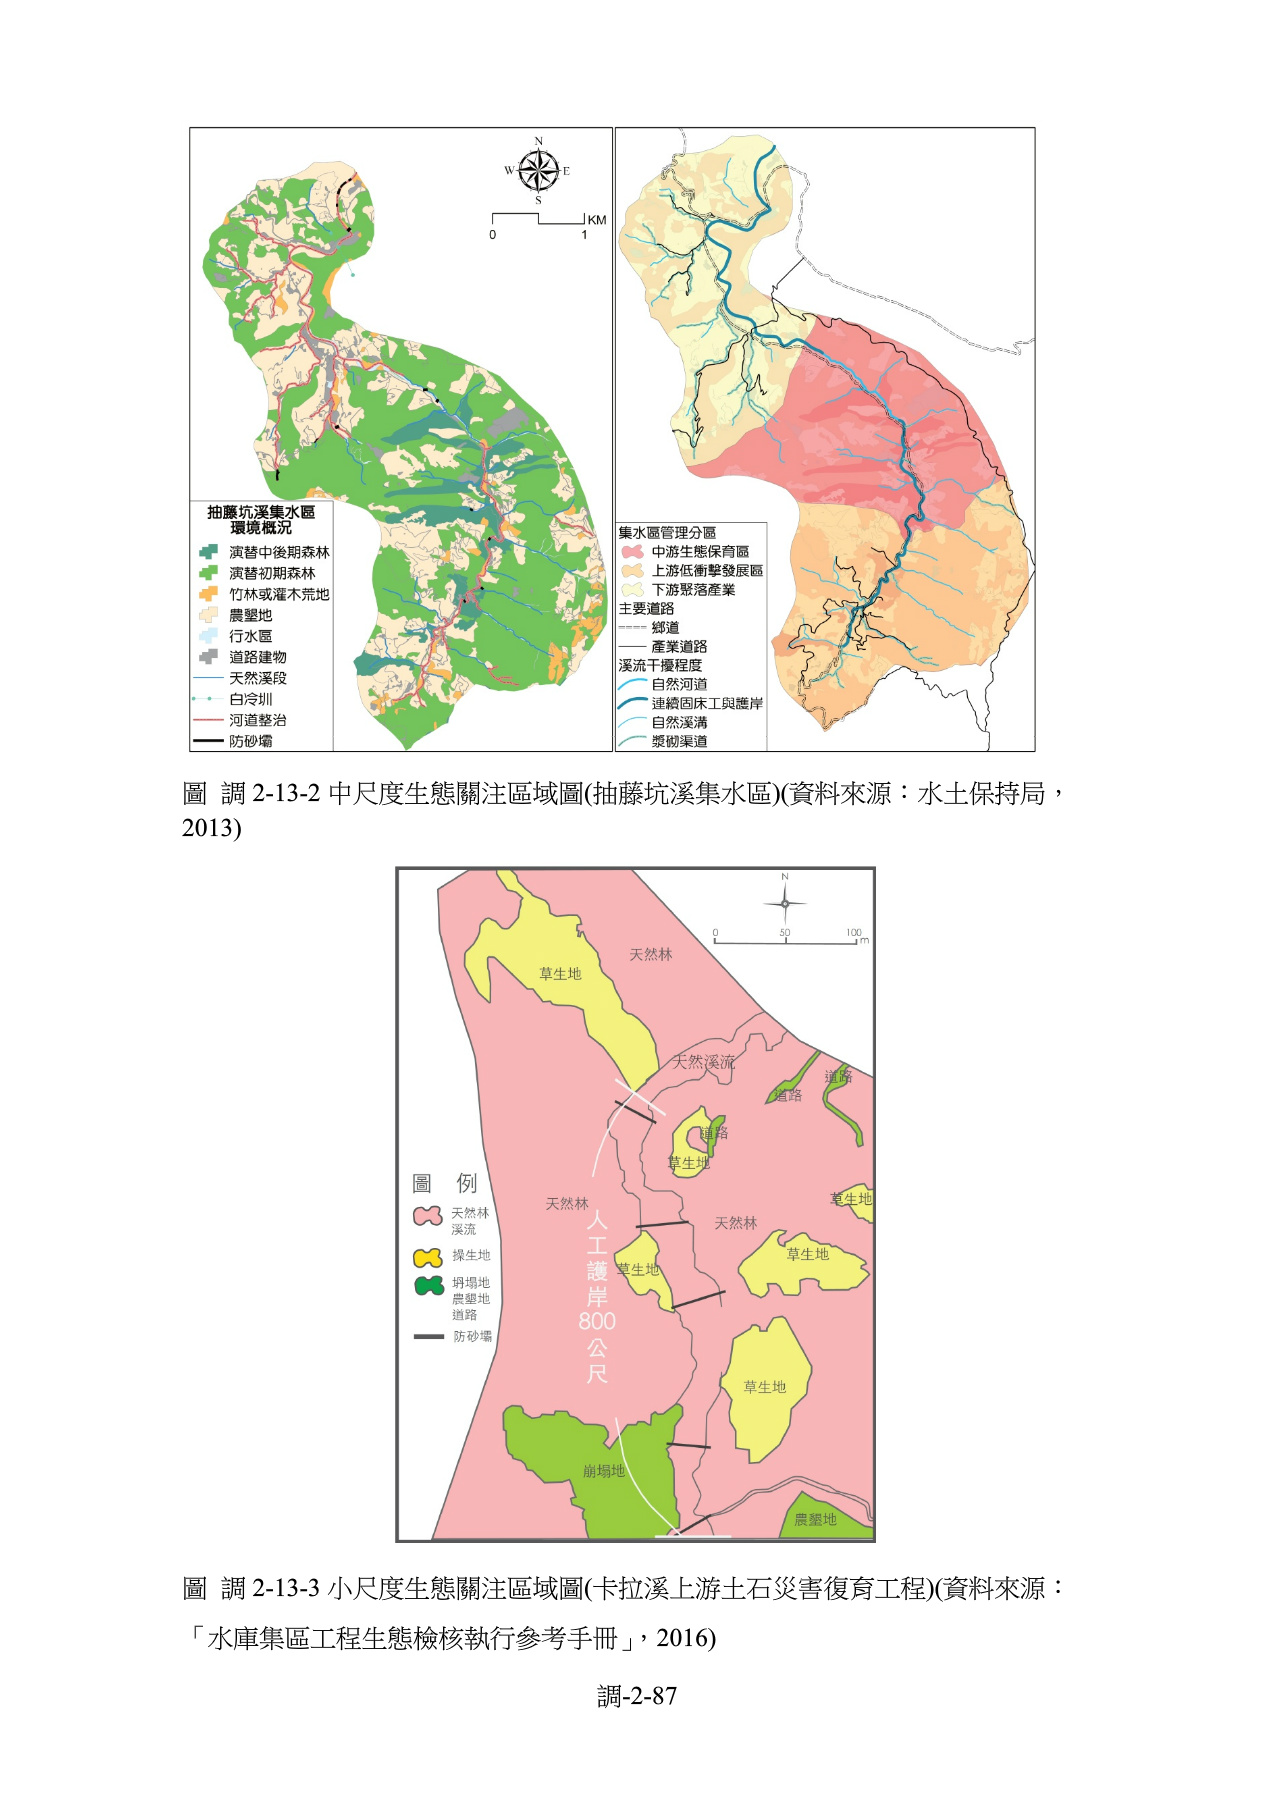 N
W E
S
KM
0 1
抽藤坑溪集水區
環境概況
演替中後期森林
演替初期森林
竹林或灌木荒地
農墾地
行水區
道路建物
天然溪段
白冷圳
河道整治
防砂壩
集水區管理分區
中游生態保育區
上游低衝擊發展區
下游聚落產業
主要道路
鄉道
產業道路
溪流干擾程度
自然河道
連續固床工與護岸
自然溪溝
漿砌渠道
圖 調 2-13-2 中尺度生態關注區域圖(抽藤坑溪集水區)(資料來源：水土保持局，
2013)
N
0 50 100
m
天然林
草生地
天然溪流
道路
道路
道路
草生地
草生地
天然林
天然林
草生地
草生地
人工護岸800公尺
草生地
崩塌地
農墾地
圖 例
天然林
溪流
操生地
坍塌地
農墾地
道路
防砂壩
圖 調 2-13-3 小尺度生態關注區域圖(卡拉溪上游土石災害復育工程)(資料來源：
「水庫集區工程生態檢核執行參考手冊」，2016)
調-2-87